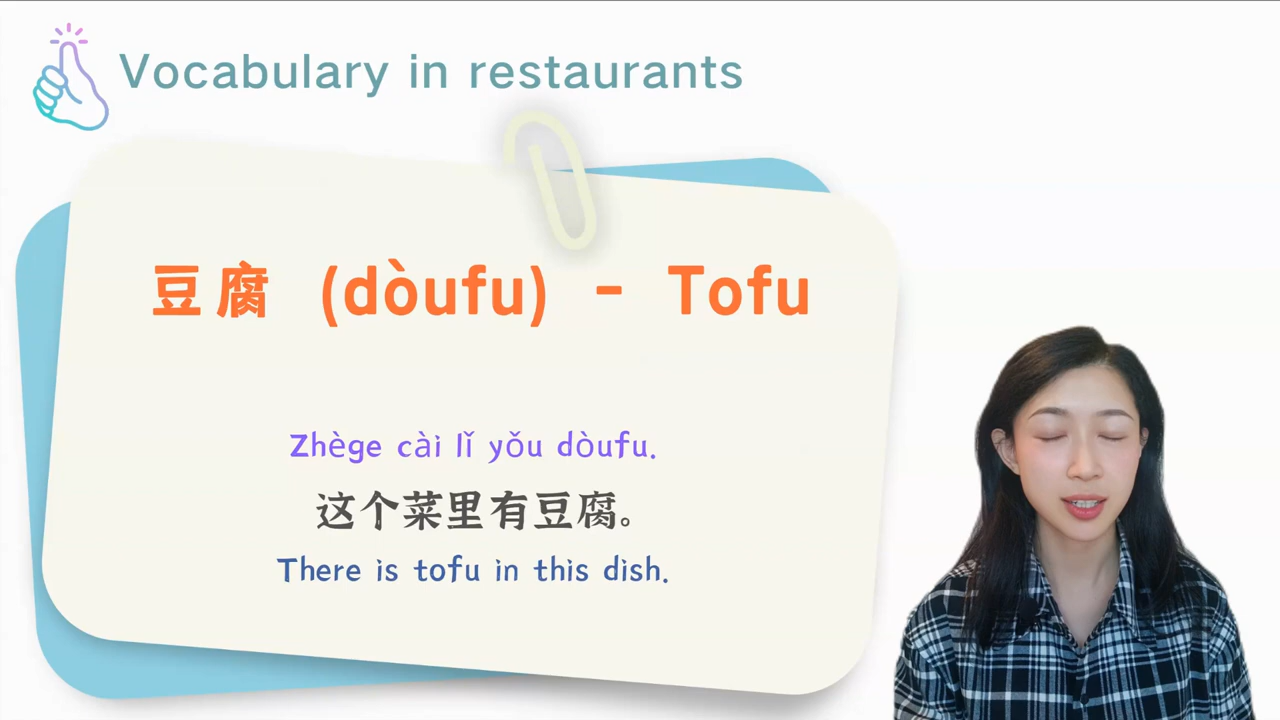 Vocabulary in restaurants
豆腐 (dòufu) - Tofu
Zhège cài lǐ yǒu dòufu.
这个菜里有豆腐。
There is tofu in this dish.